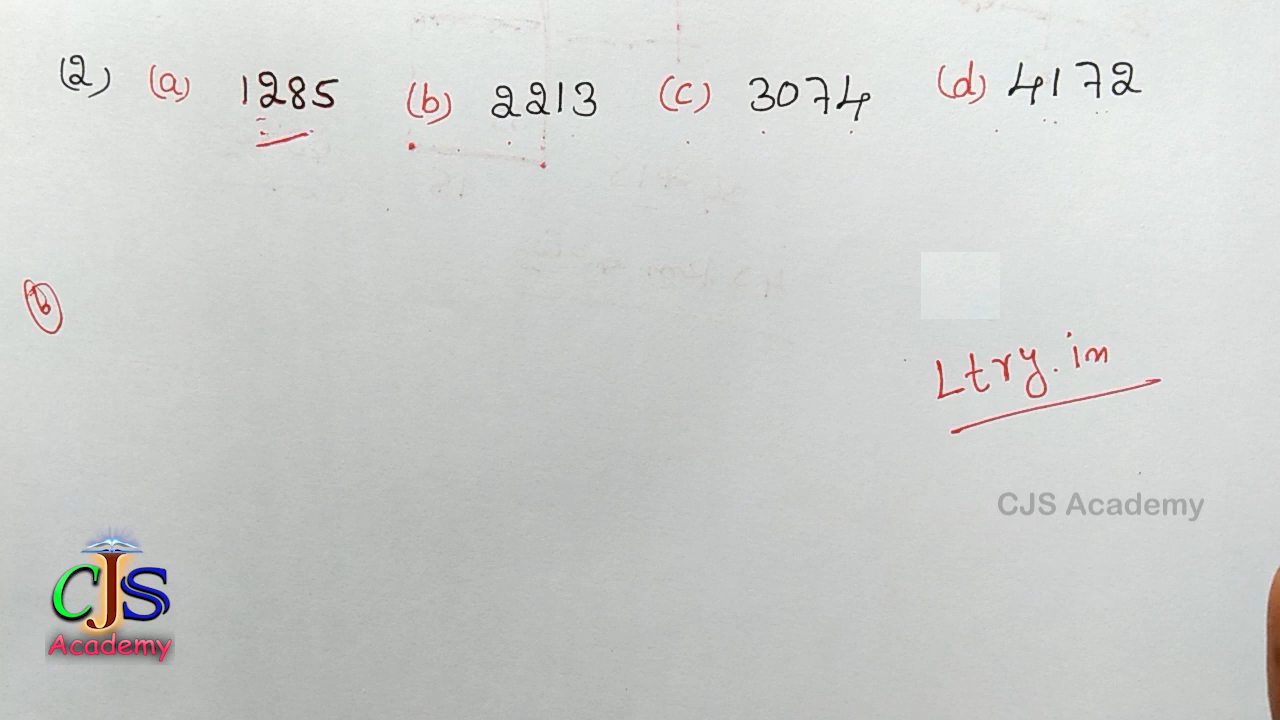 (2) (a) 1285 (b) 2213 (c) 3074 (d) 4172
(b)
Ltry.in
CJS Academy
CJS
Academy